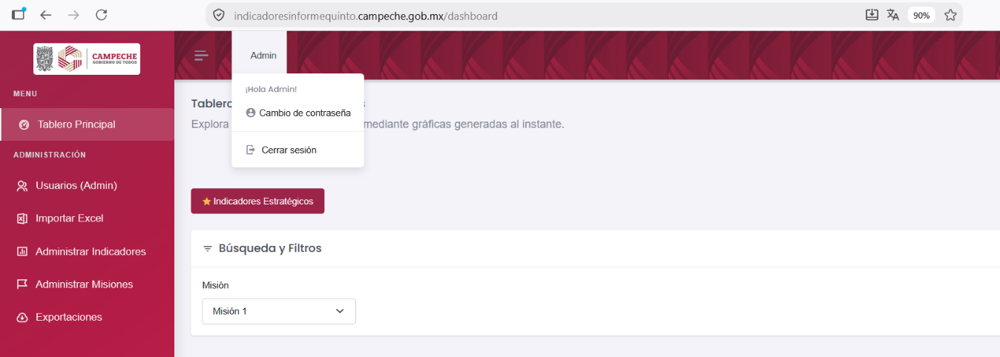 indicadoresinformequinto.campeche.gob.mx/dashboard
90%
CAMPECHE
GOBIERNO DE TODOS
Admin
MENU
¡Hola Admin!
Tablero
Cambio de contraseña
Tablero Principal
Explora
mediante gráficas generadas al instante.
Cerrar sesión
ADMINISTRACIÓN
Usuarios (Admin)
Importar Excel
Administrar Indicadores
Administrar Misiones
Exportaciones
Indicadores Estratégicos
Búsqueda y Filtros
Misión
Misión 1